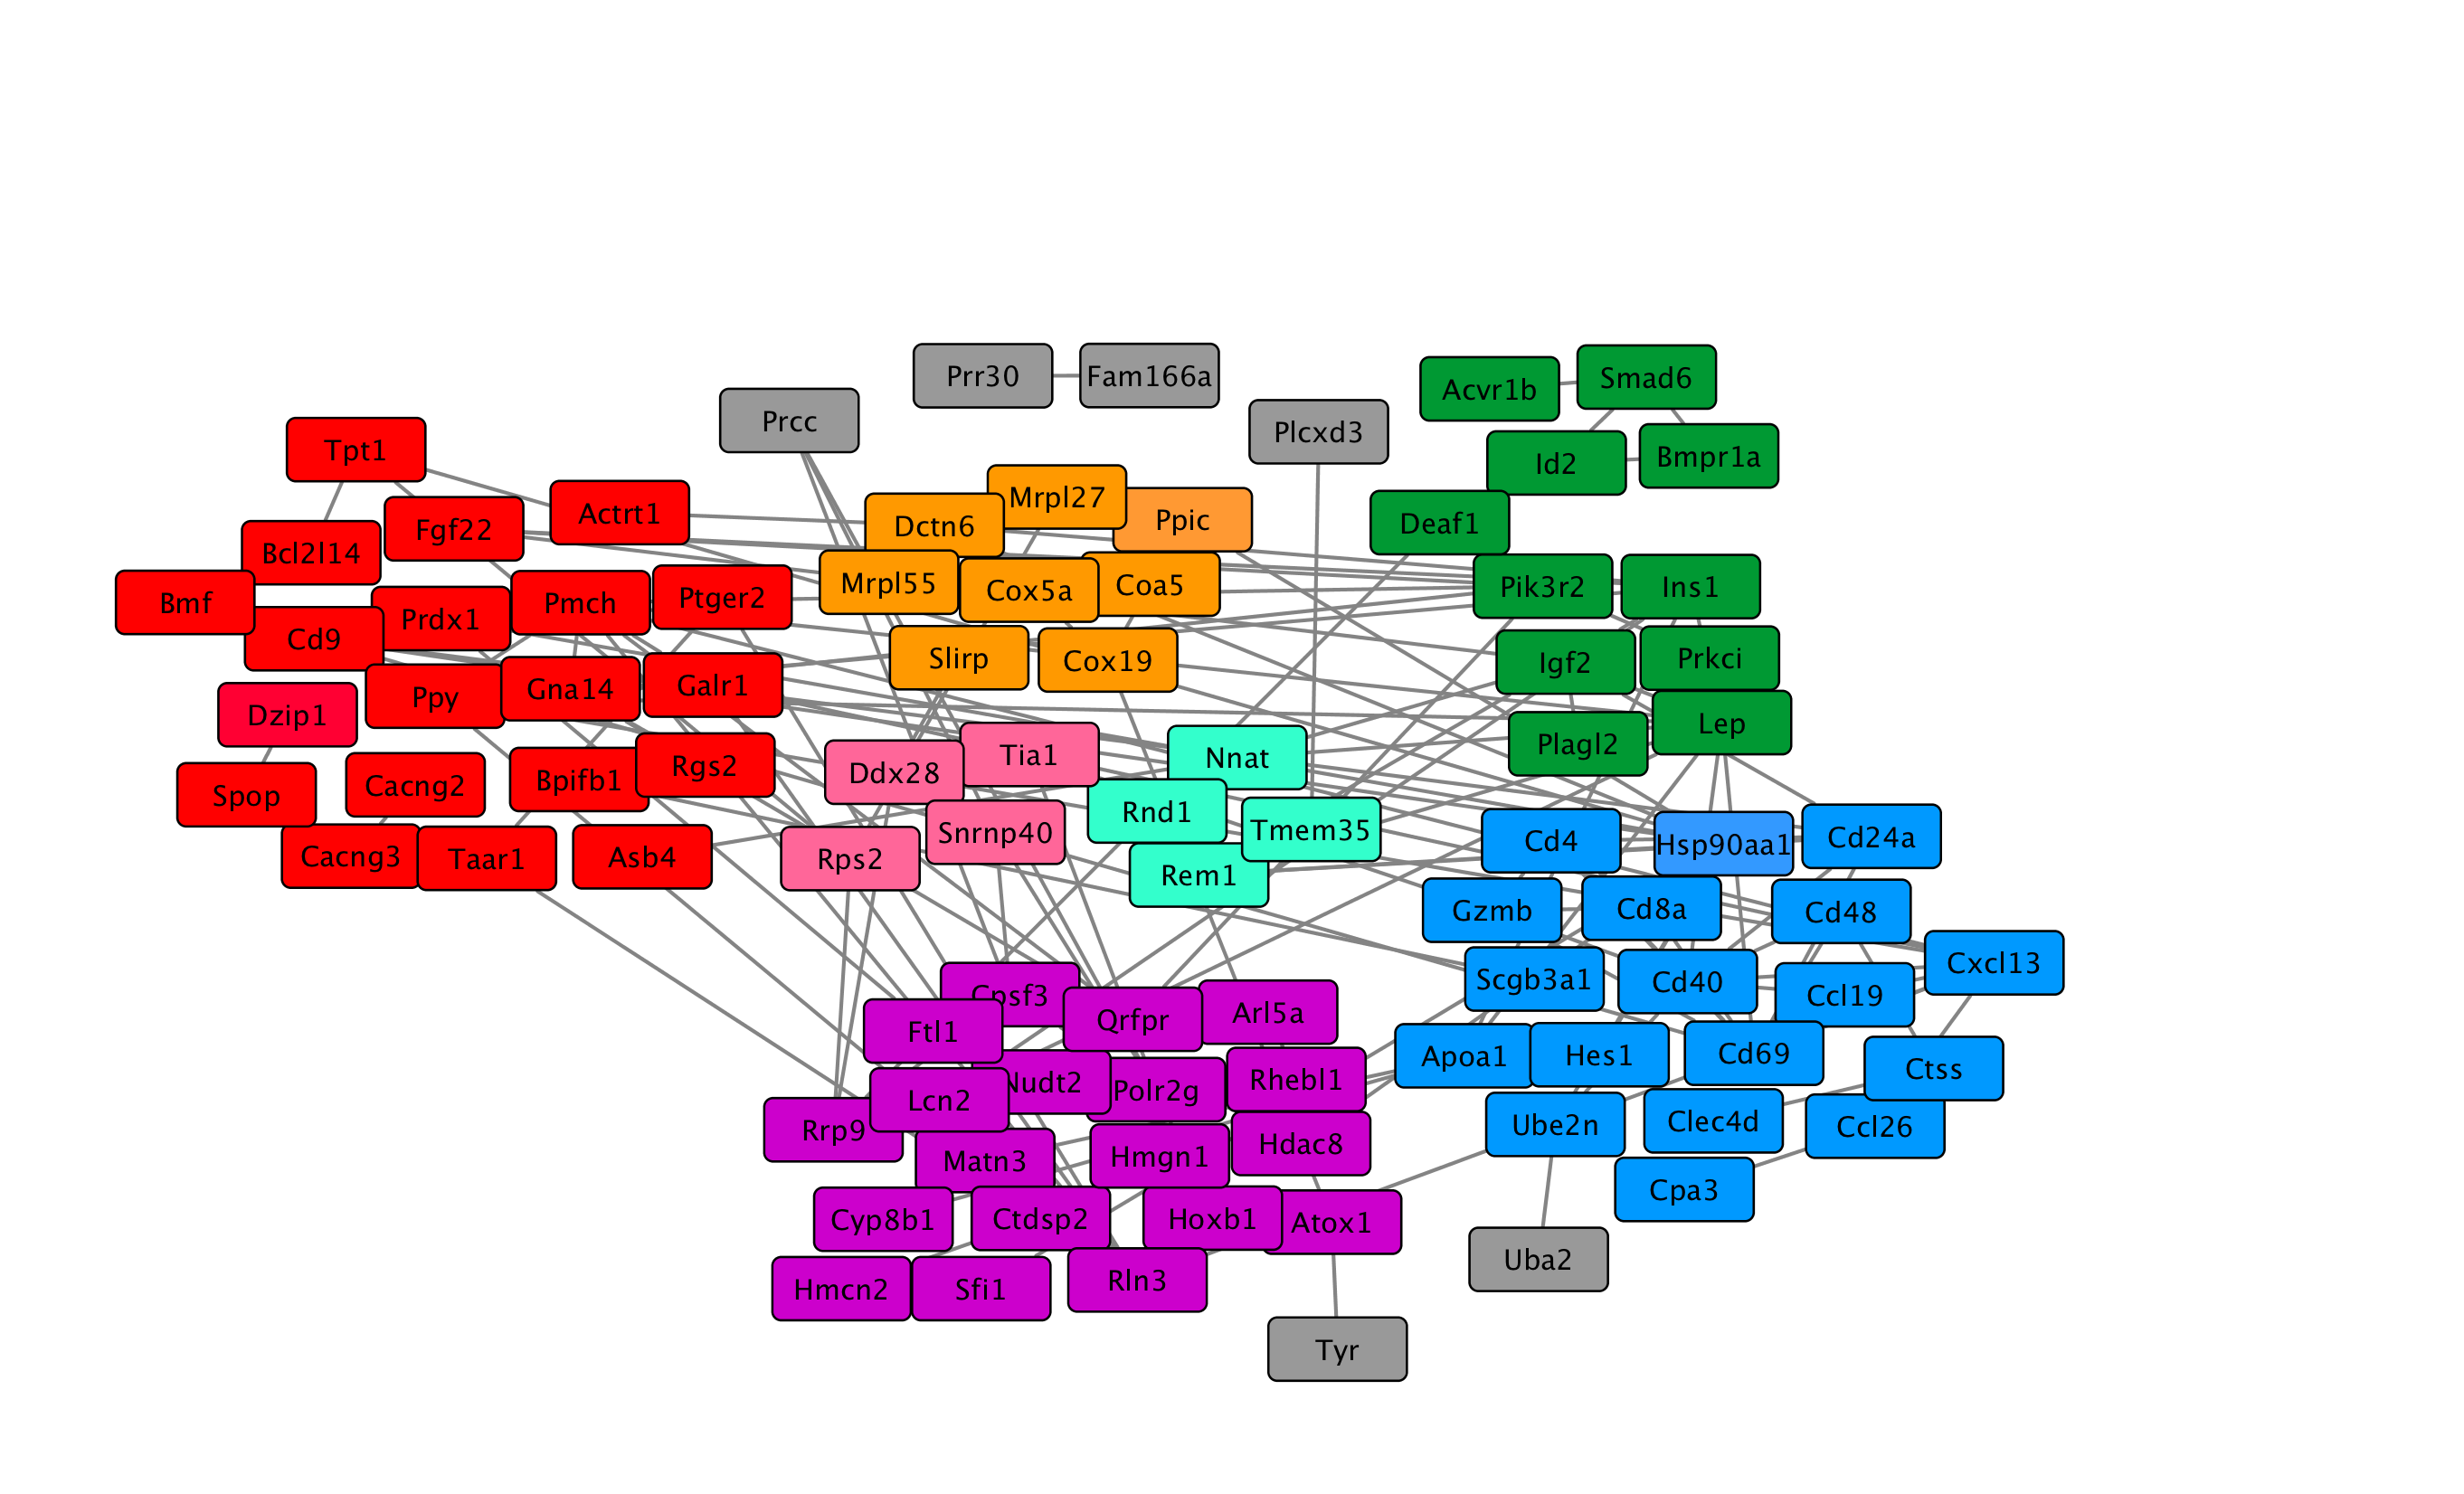 Prr30
Fam166a
Smad6
Acvr1b
Prcc
Plcxd3
Tpt1
Id2
Bmpr1a
Mrpl27
Ppic
Deaf1
Actrt1
Fgf22
Dctn6
Bcl2l14
Mrpl55
Cox5a
Coa5
Pik3r2
Ins1
Bmf
Prdx1
Pmch
Ptger2
Cd9
Slirp
Cox19
Igf2
Prkci
Ppy
Gna14
Galr1
Dzip1
Lep
Plagl2
Tia1
Nnat
Ddx28
Rgs2
Bpifb1
Cacng2
Spop
Rnd1
Snrnp40
Tmem35
Cd4
Hsp90aa1
Cd24a
Cacng3
Taar1
Asb4
Rps2
Rem1
Gzmb
Cd8a
Cd48
Cxcl13
Scgb3a1
Cd40
Ccl19
Cpsf3
Qrfpr
Arl5a
Ftl1
Apoa1
Hes1
Cd69
Ctss
Nudt2
Polr2g
Rhebl1
Lcn2
Rrp9
Ube2n
Clec4d
Ccl26
Matn3
Hmgn1
Hdac8
Cpa3
Cyp8b1
Ctdsp2
Hoxb1
Atox1
Uba2
Hmcn2
Sfi1
Rln3
Tyr